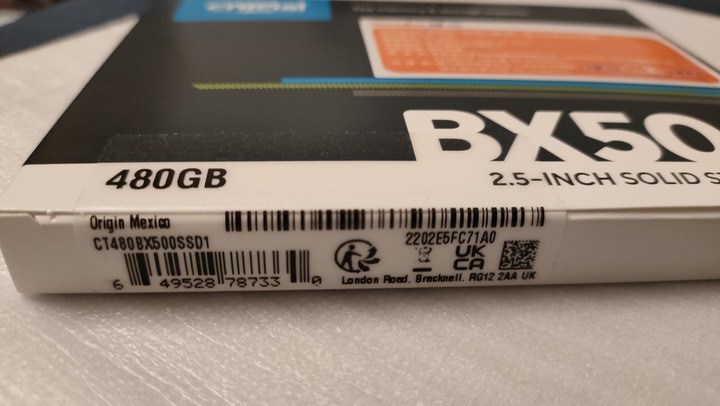 crucial
BX50
480GB
2.5-INCH SOLID S
Origin Mexico
CT480BX500SSD1
2202E5FC71A0
UK
CA
6 49528 78733 0
London Road. Bracknell. RG12 2AA UK